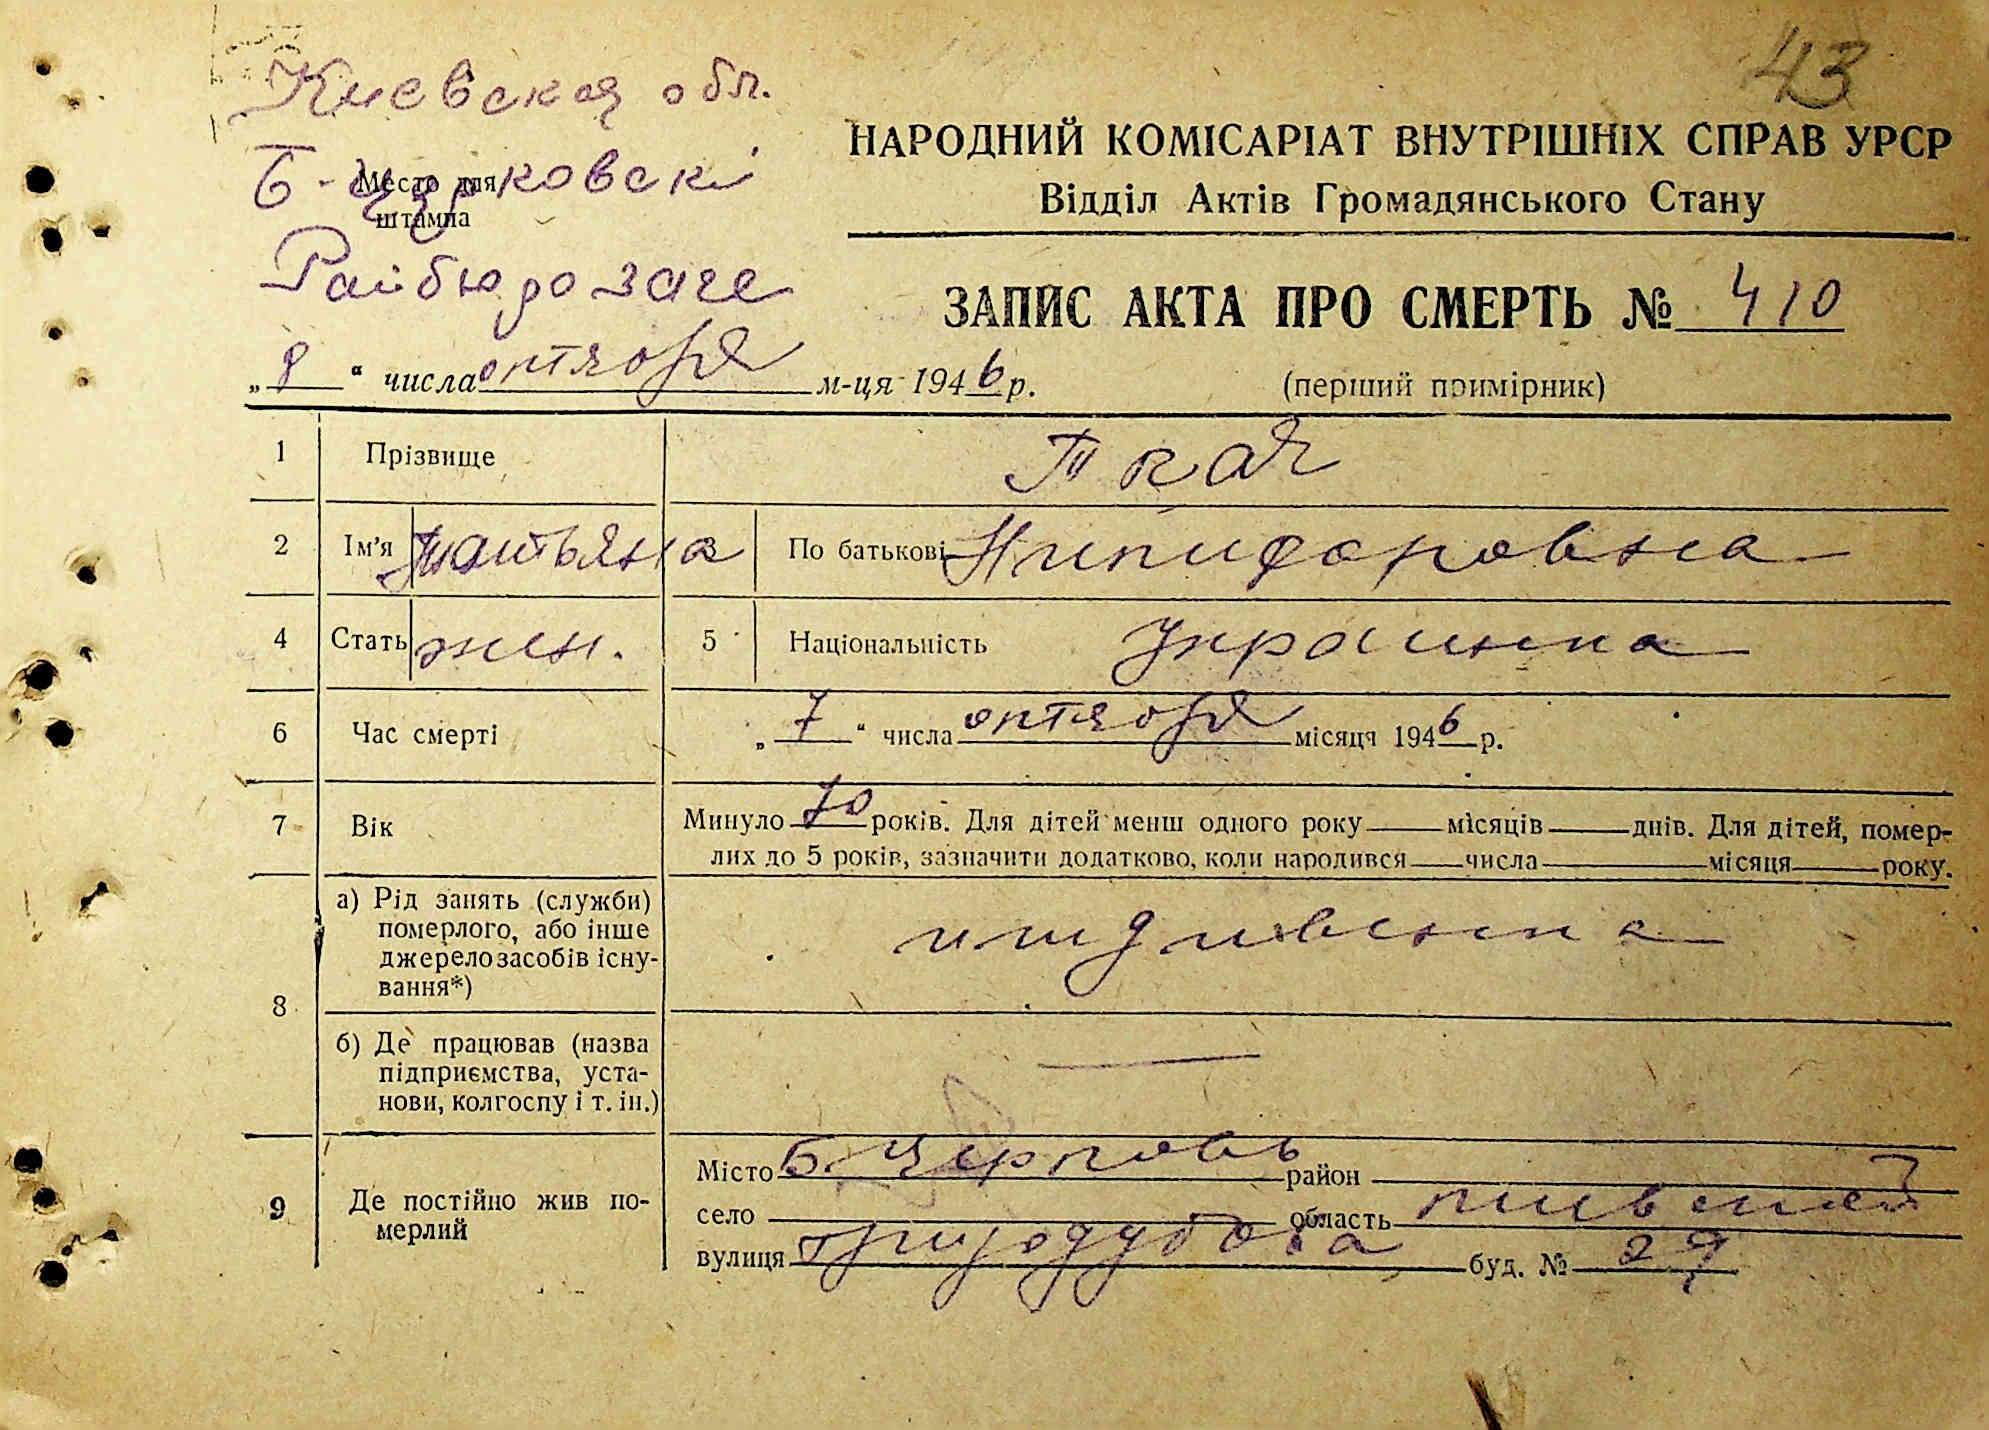 43
Киевская обл.
Б-Церковскі
Место для
штампа
Райбюро загс
НАРОДНИЙ КОМІСАРІАТ ВНУТРІШНІХ СПРАВ УРСР
Відділ Актів Громадянського Стану
ЗАПИС АКТА ПРО СМЕРТЬ № 410
„8“ числа октября м-ця 1946 р.
(перший примірник)
1 Прізвище Ткач
2 Ім'я Татьяна 3 По батькові Никифоровна
4 Стать жен. 5 Національність Украинка
6 Час смерті „7“ числа октября місяця 1946 р.
7 Вік Минуло 70 років. Для дітей менш одного року місяців днів. Для дітей, помер-
лих до 5 років, зазначити додатково, коли народився числа місяця року.
8 а) Рід занять (служби)
померлого, або інше
джерело засобів існу-
вання*)
иждивенка
б) Де працював (назва
підприємства, уста-
нови, колгоспу і т. ін.)
—
9 Де постійно жив по-
мерлий
Місто Б. Церковь район
село область киевской
вулиця буд. №